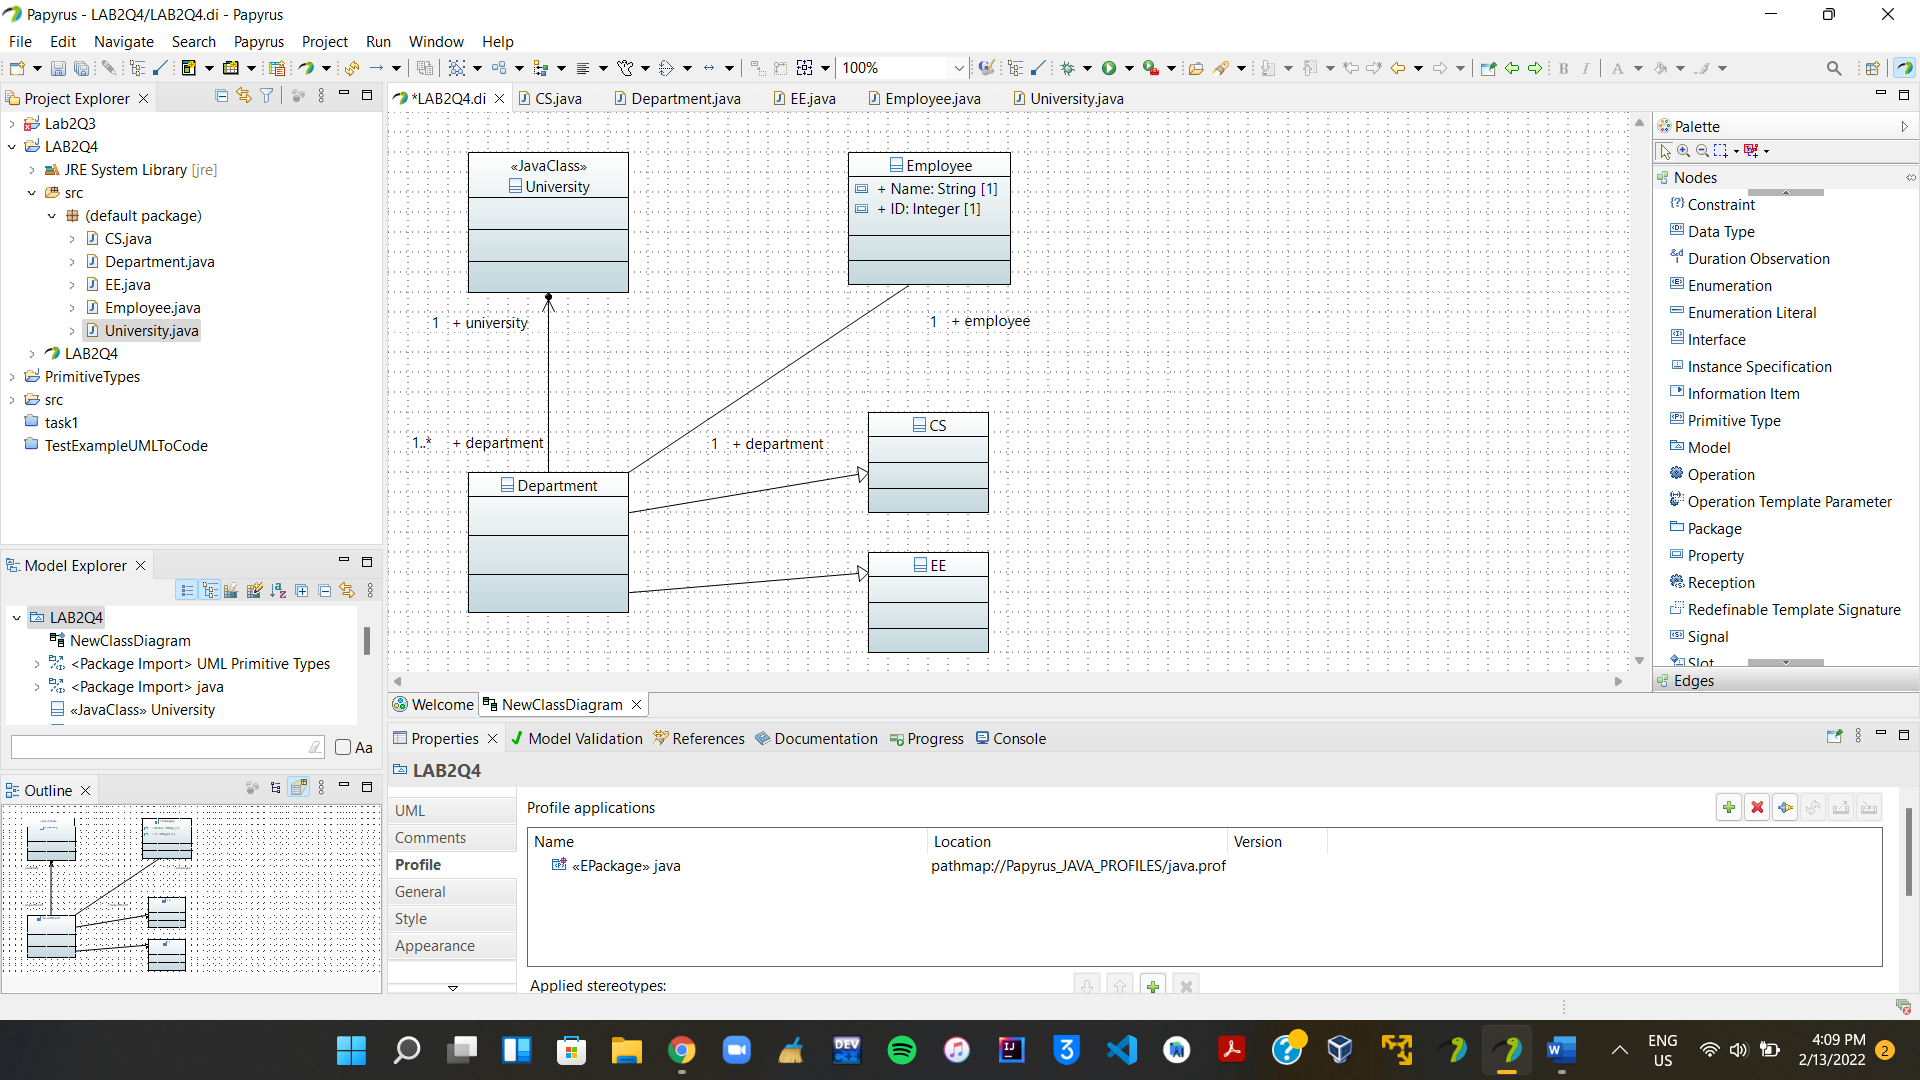 Papyrus - LAB2Q4/LAB2Q4.di - Papyrus
File Edit Navigate Search Papyrus Project Run Window Help
100%
Project Explorer
Lab2Q3
LAB2Q4
JRE System Library [jre]
src
(default package)
CS.java
Department.java
EE.java
Employee.java
University.java
LAB2Q4
PrimitiveTypes
src
task1
TestExampleUMLToCode
*LAB2Q4.di CS.java Department.java EE.java Employee.java University.java
«JavaClass»
University
Employee
+ Name: String [1]
+ ID: Integer [1]
1 + university
1 + employee
1..* + department
1 + department
CS
Department
EE
Palette
Nodes
Constraint
Data Type
Duration Observation
Enumeration
Enumeration Literal
Interface
Instance Specification
Information Item
Primitive Type
Model
Operation
Operation Template Parameter
Package
Property
Reception
Redefinable Template Signature
Signal
Slot
Edges
Model Explorer
LAB2Q4
NewClassDiagram
<Package Import> UML Primitive Types
<Package Import> java
«JavaClass» University
Aa
Outline
Welcome NewClassDiagram
Properties Model Validation References Documentation Progress Console
LAB2Q4
UML
Comments
Profile
General
Style
Appearance
Profile applications
Name Location Version
«EPackage» java pathmap://Papyrus_JAVA_PROFILES/java.prof
Applied stereotypes:
ENG
US
4:09 PM
2/13/2022
2